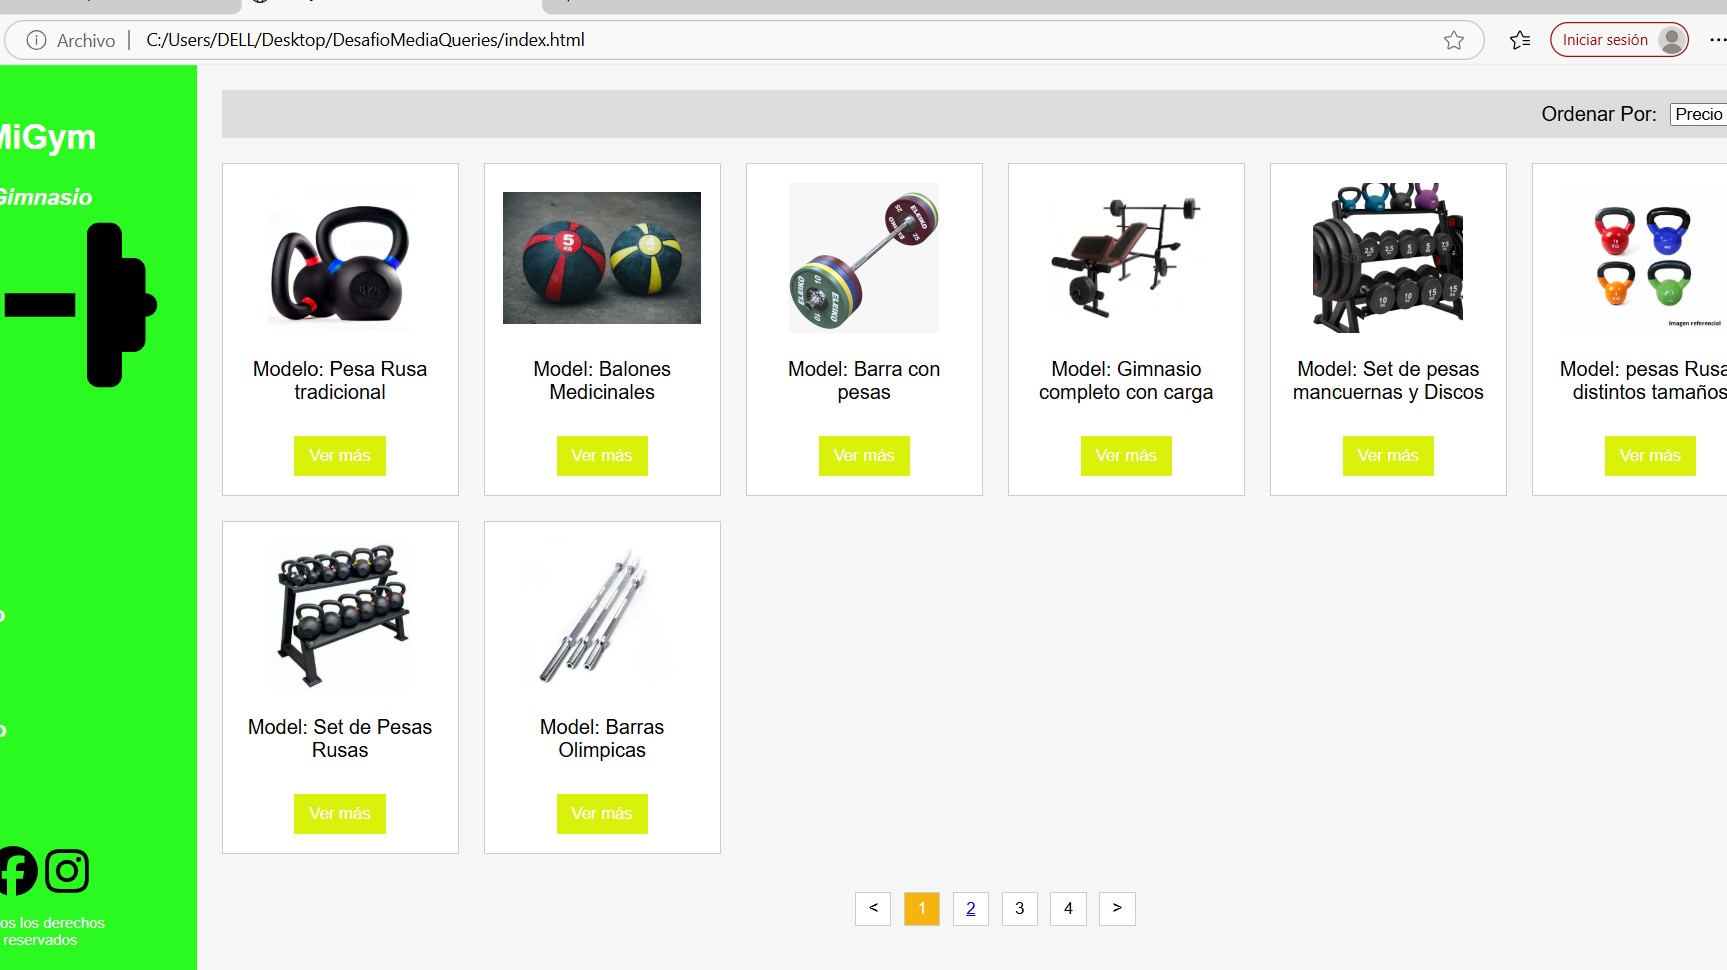 Archivo
C:/Users/DELL/Desktop/DesafioMediaQueries/index.html
Iniciar sesión
MiGym
Gimnasio
Ordenar Por: Precio
Modelo: Pesa Rusa
tradicional
Ver más
Model: Balones
Medicinales
Ver más
Model: Barra con
pesas
Ver más
Model: Gimnasio
completo con carga
Ver más
Model: Set de pesas
mancuernas y Discos
Ver más
Imagen referencial
Model: pesas Rusa
distintos tamaños
Ver más
Model: Set de Pesas
Rusas
Ver más
Model: Barras
Olimpicas
Ver más
< 1 2 3 4 >
os los derechos
reservados